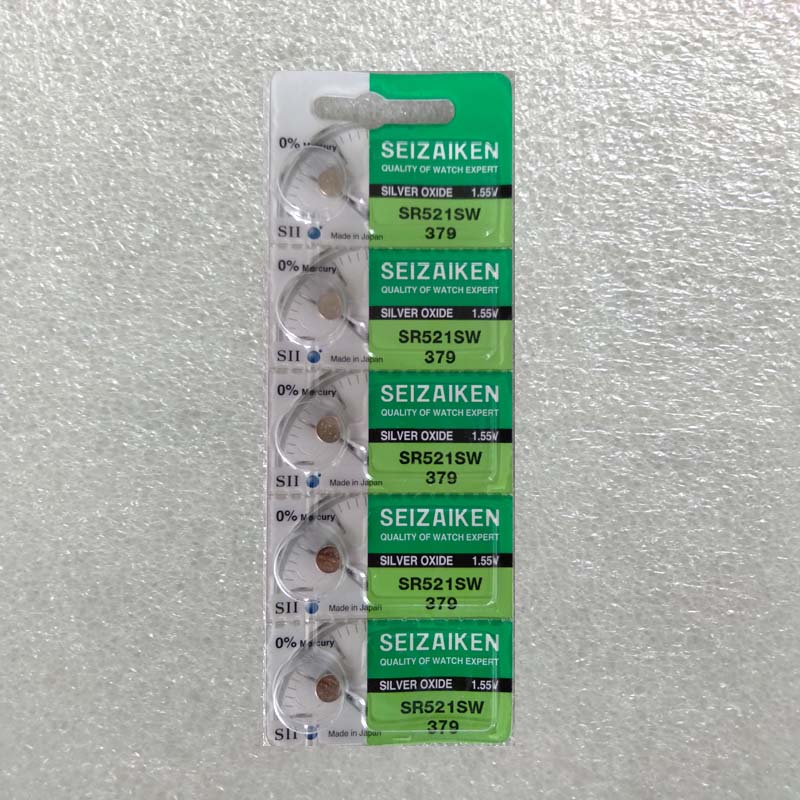 0% Mercury
SEIZAIKEN
QUALITY OF WATCH EXPERT
SILVER OXIDE 1.55V
SR521SW
379
SII Made in Japan
0% Mercury
SEIZAIKEN
QUALITY OF WATCH EXPERT
SILVER OXIDE 1.55V
SR521SW
379
SII Made in Japan
0% Mercury
SEIZAIKEN
QUALITY OF WATCH EXPERT
SILVER OXIDE 1.55V
SR521SW
379
SII Made in Japan
0% Mercury
SEIZAIKEN
QUALITY OF WATCH EXPERT
SILVER OXIDE 1.55V
SR521SW
379
SII Made in Japan
0% Mercury
SEIZAIKEN
QUALITY OF WATCH EXPERT
SILVER OXIDE 1.55V
SR521SW
379
SII Made in Japan